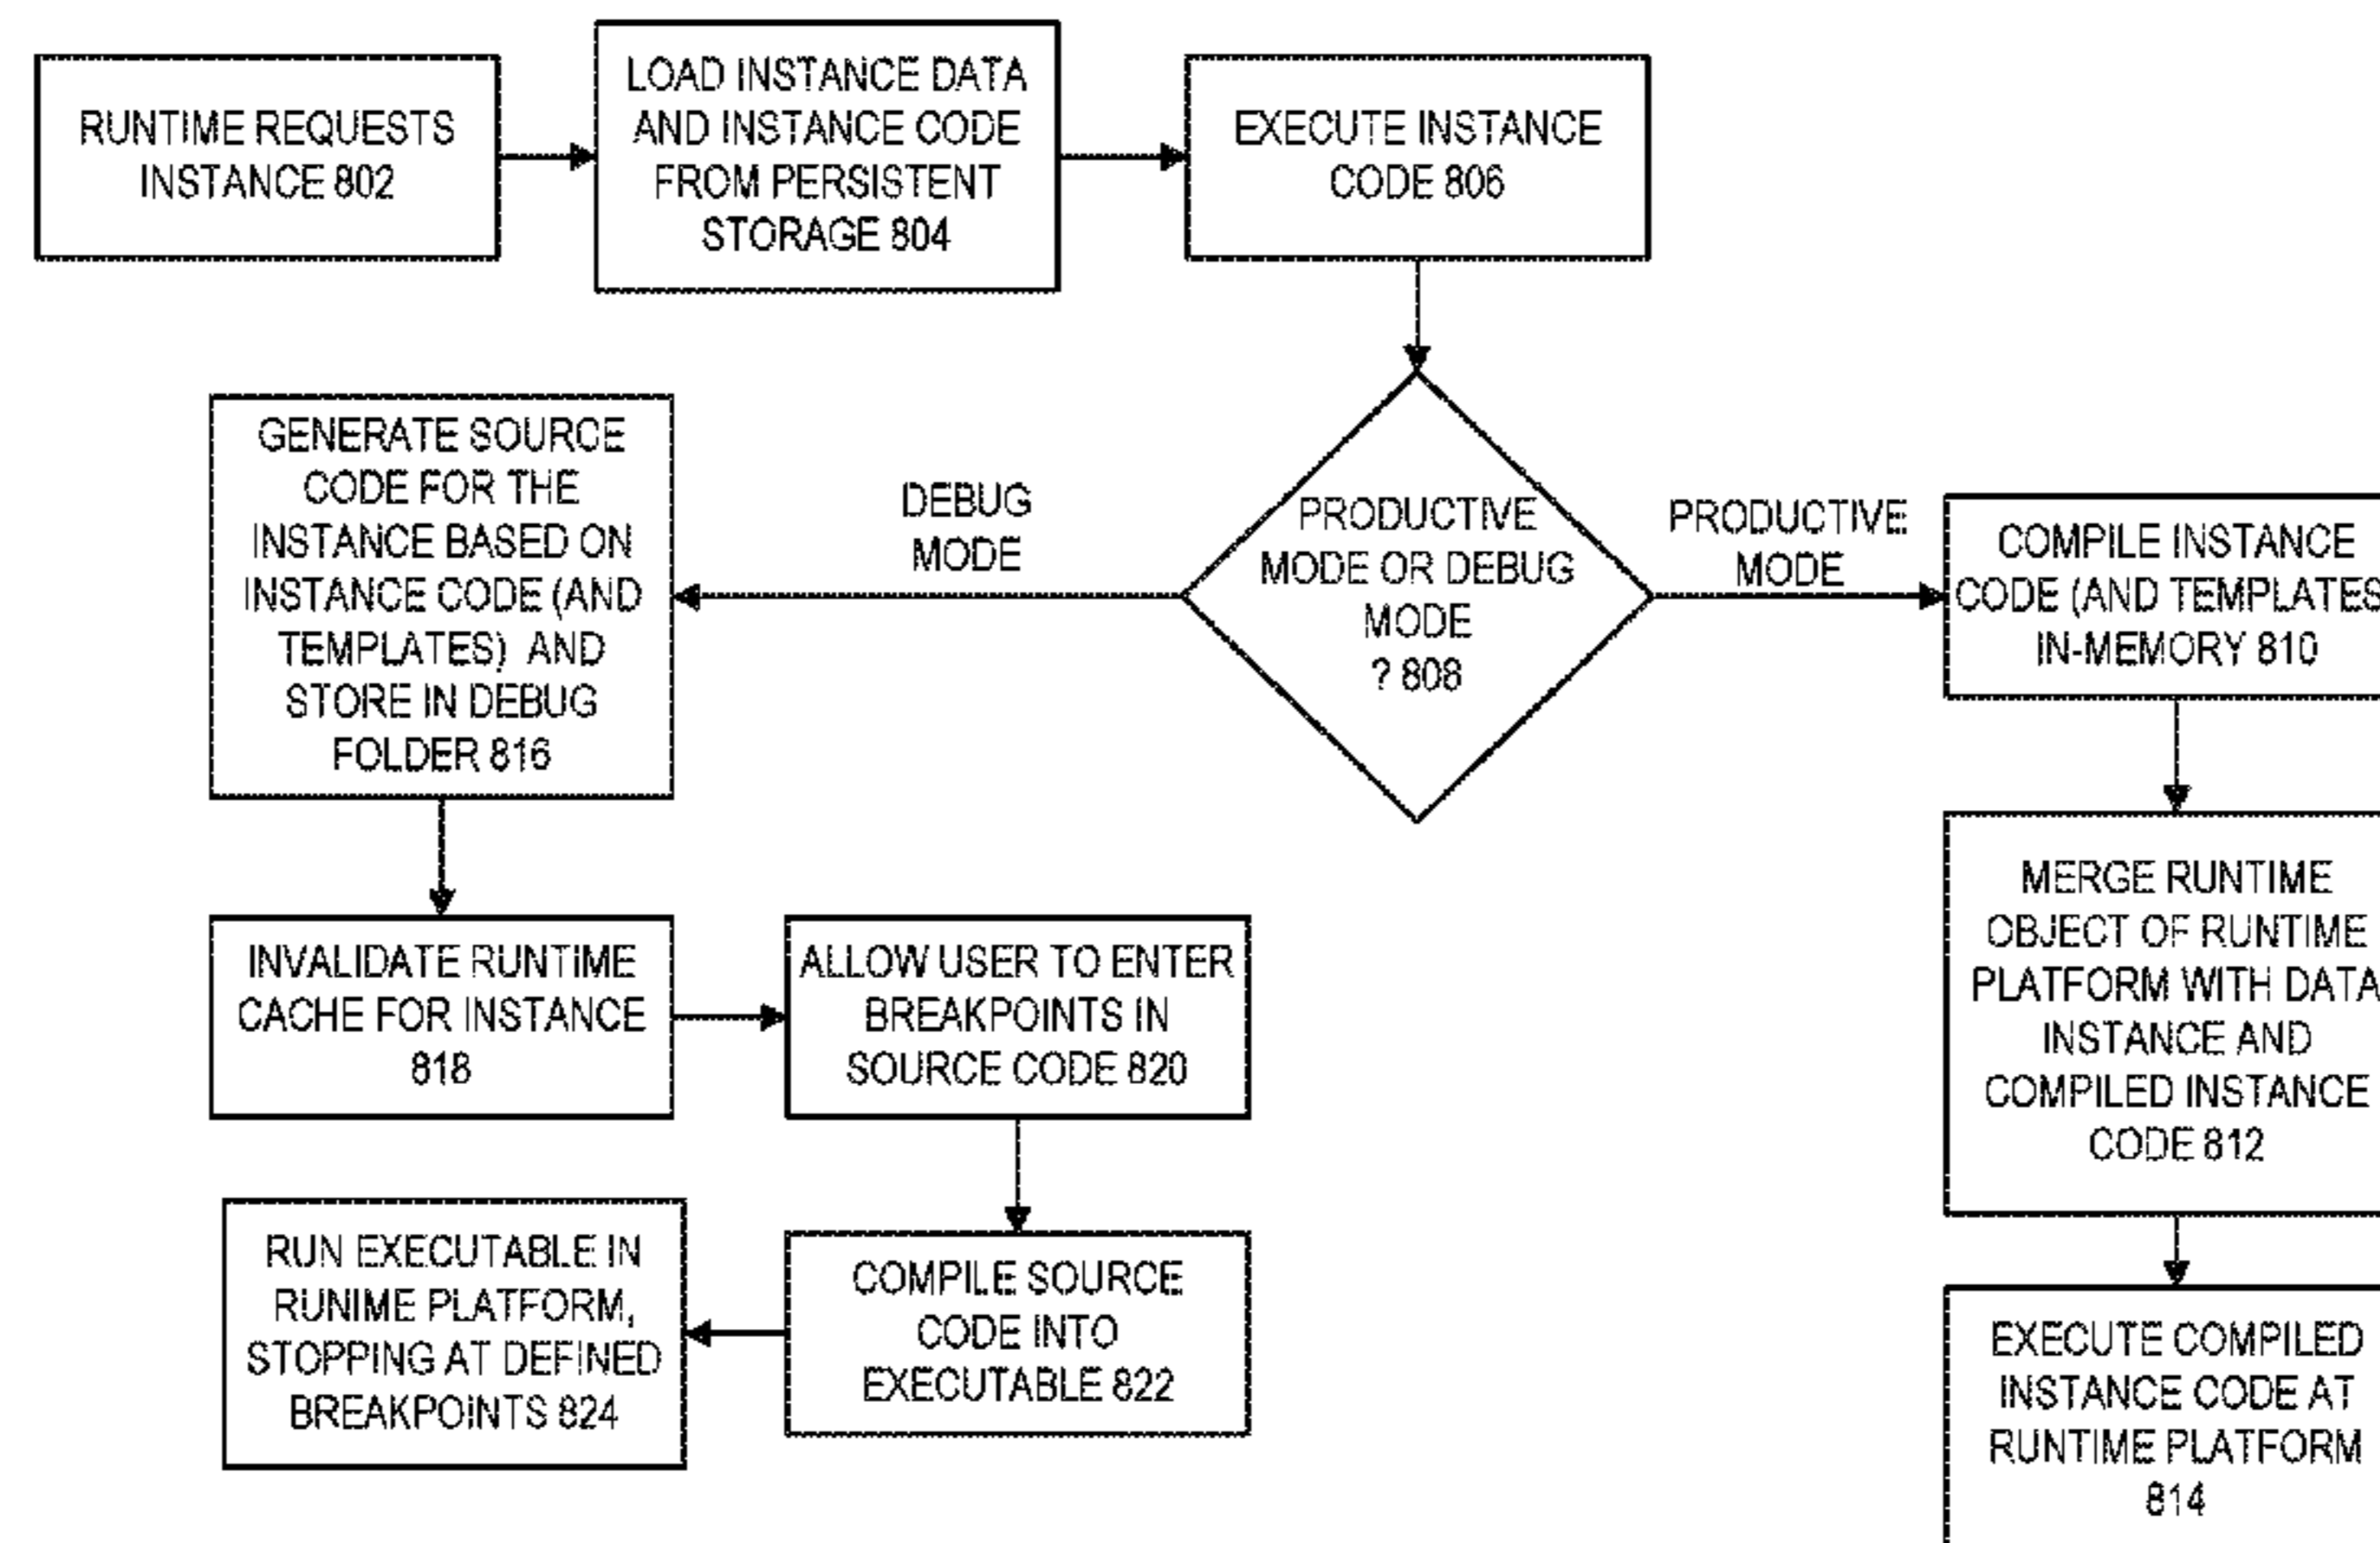 RUNTIME REQUESTS
INSTANCE 802
LOAD INSTANCE DATA
AND INSTANCE CODE
FROM PERSISTENT
STORAGE 804
EXECUTE INSTANCE
CODE 806
PRODUCTIVE
MODE OR DEBUG
MODE
? 808
DEBUG
MODE
PRODUCTIVE
MODE
GENERATE SOURCE
CODE FOR THE
INSTANCE BASED ON
INSTANCE CODE (AND
TEMPLATES) AND
STORE IN DEBUG
FOLDER 816
INVALIDATE RUNTIME
CACHE FOR INSTANCE
818
ALLOW USER TO ENTER
BREAKPOINTS IN
SOURCE CODE 820
COMPILE SOURCE
CODE INTO
EXECUTABLE 822
RUN EXECUTABLE IN
RUNIME PLATFORM,
STOPPING AT DEFINED
BREAKPOINTS 824
COMPILE INSTANCE
CODE (AND TEMPLATES
IN-MEMORY 810
MERGE RUNTIME
OBJECT OF RUNTIME
PLATFORM WITH DATA
INSTANCE AND
COMPILED INSTANCE
CODE 812
EXECUTE COMPILED
INSTANCE CODE AT
RUNTIME PLATFORM
814